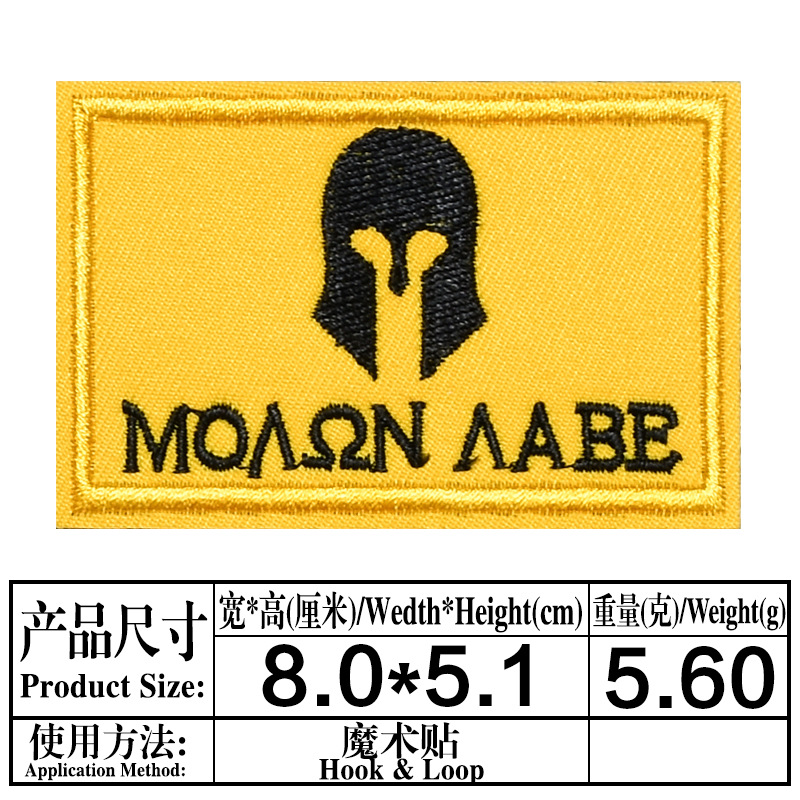 ΜΟΛΩΝ ΛΑΒΕ
产品尺寸
Product Size:
宽*高(厘米)/Wedth*Height(cm)
重量(克)/Weight(g)
8.0*5.1
5.60
使用方法:
Application Method:
魔术贴
Hook & Loop